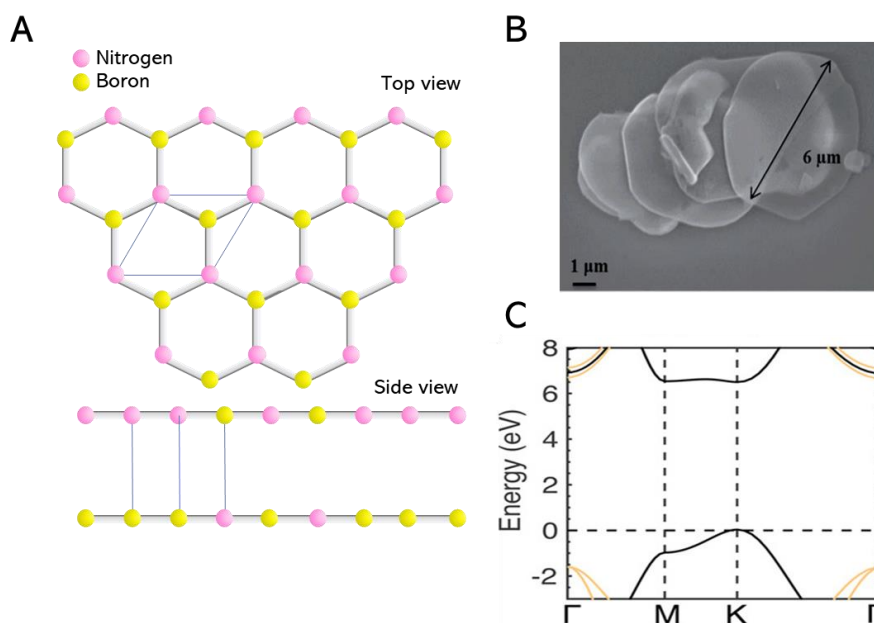 A
Nitrogen
Boron
Top view
Side view
B
6 μm
1 μm
C
Energy (eV)
8
6
4
2
0
-2
Γ
M
K